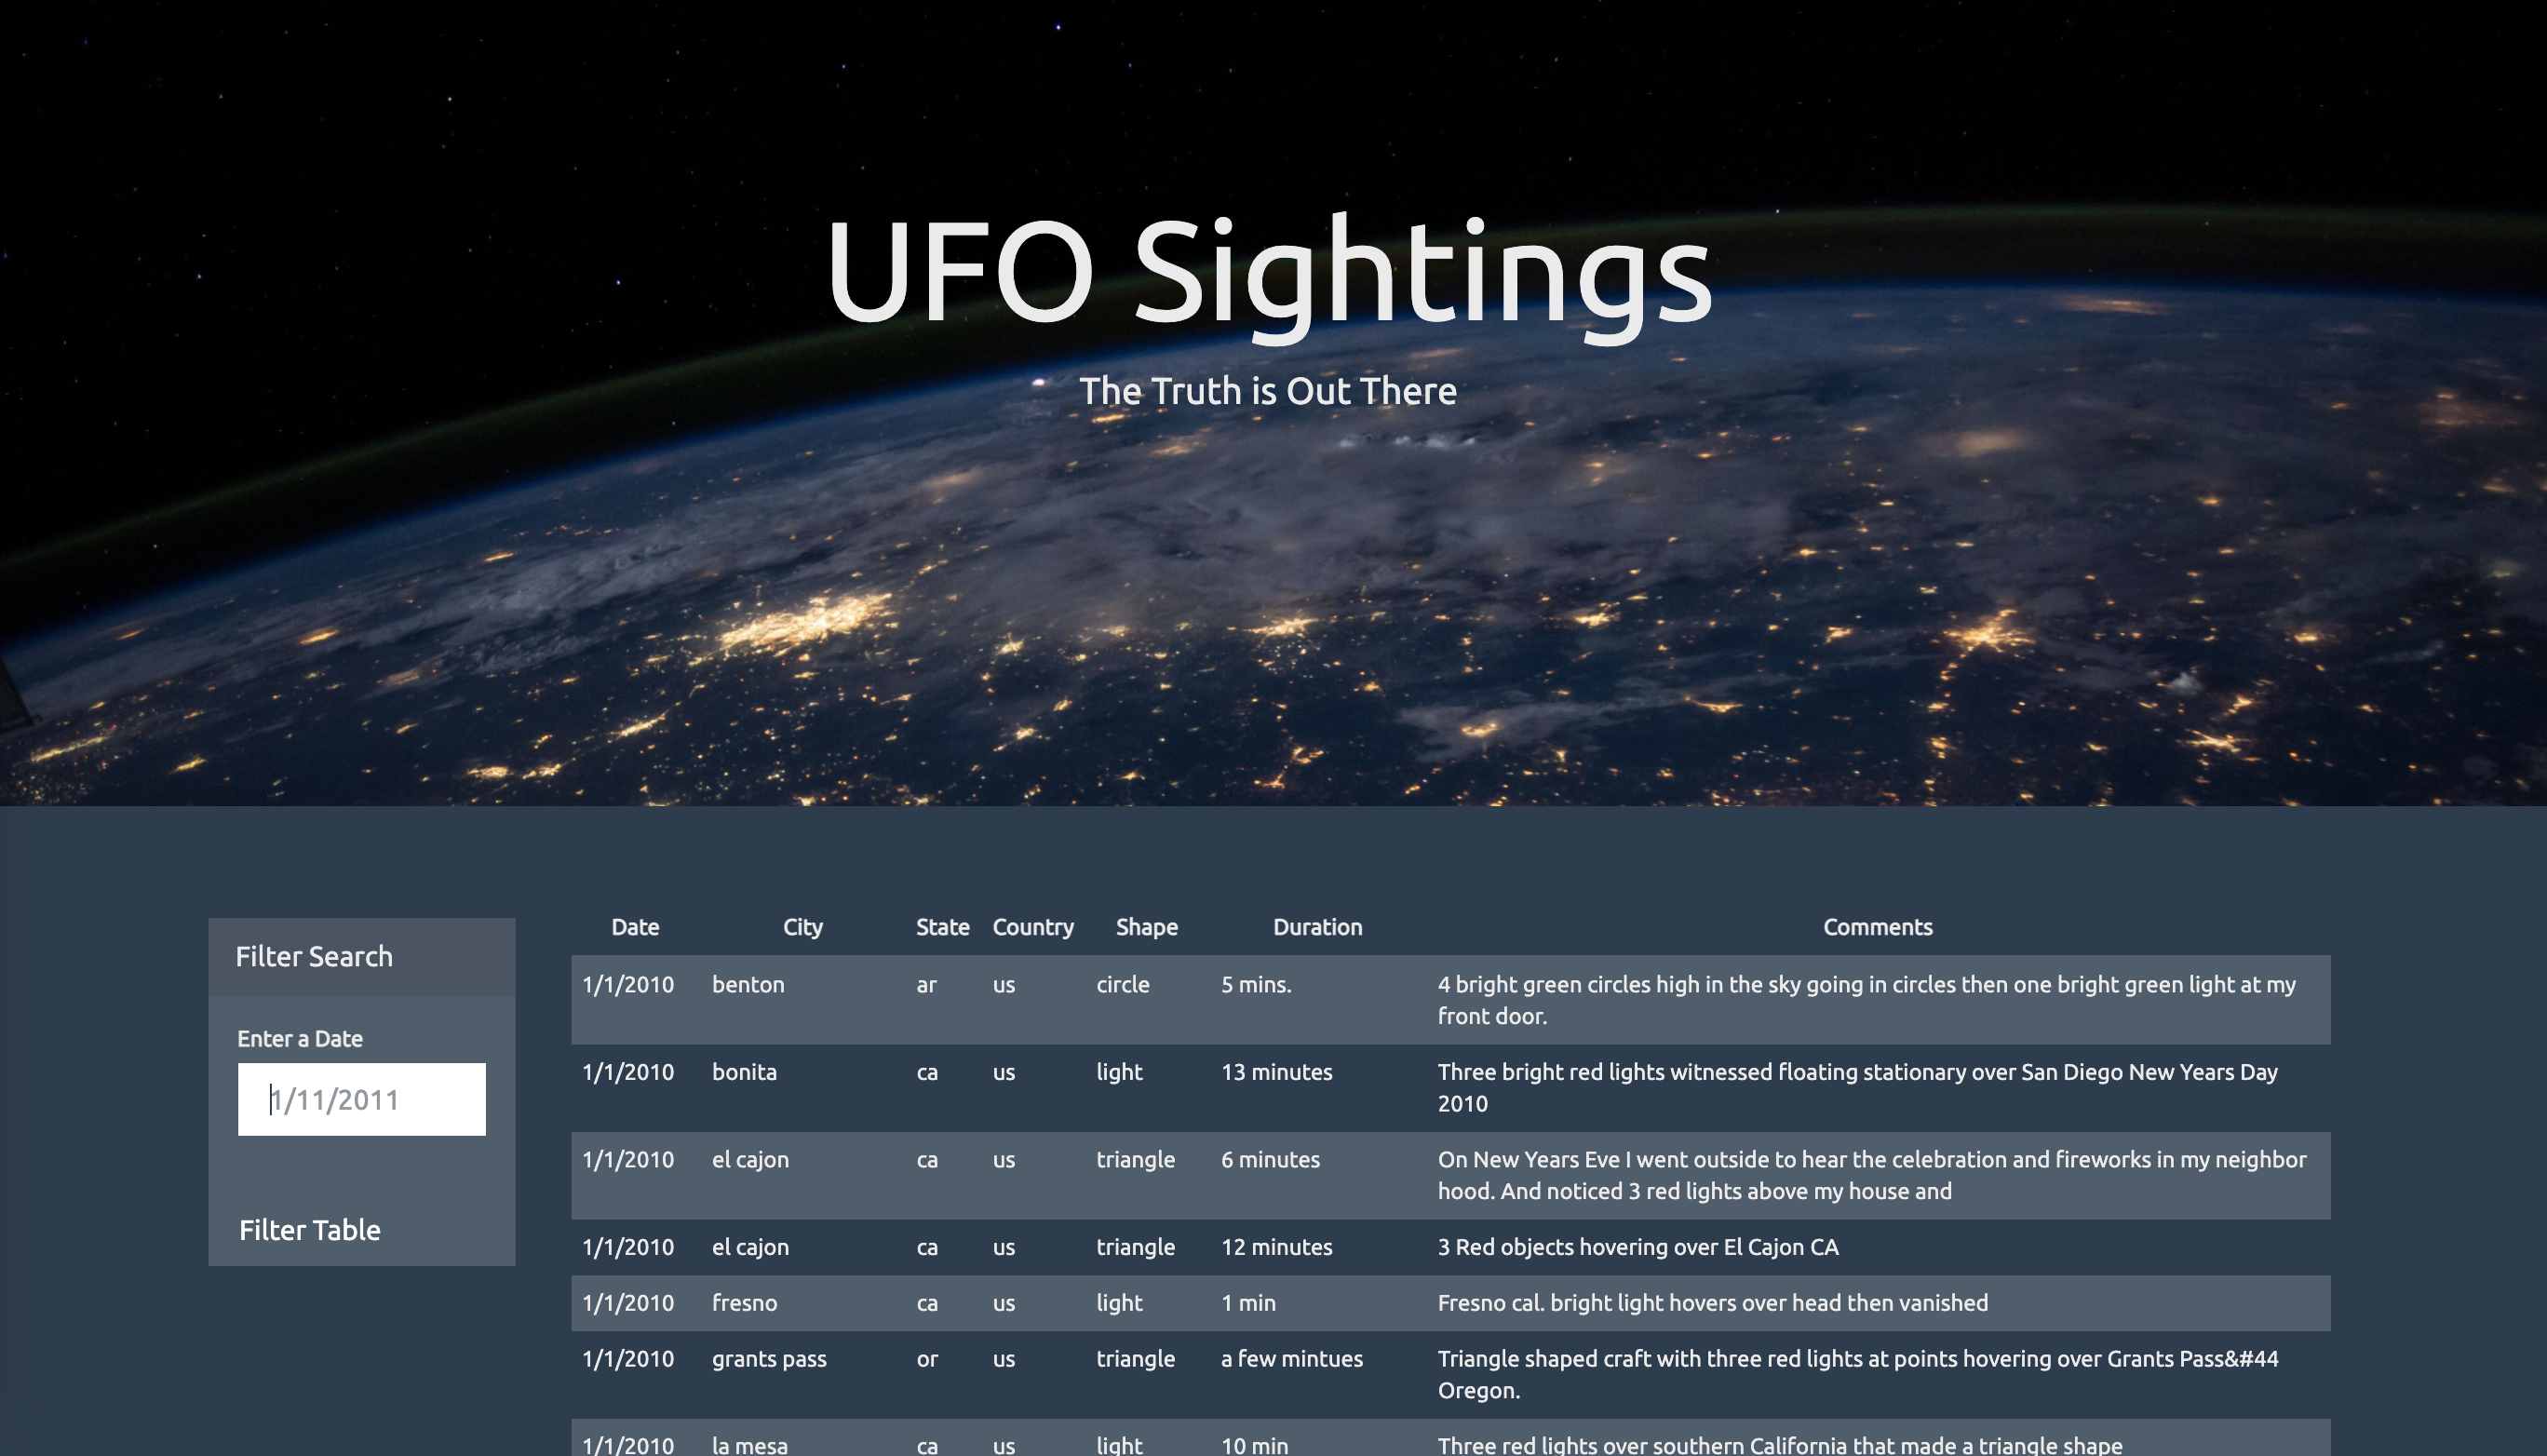 UFO Sightings
The Truth is Out There
Filter Search
Enter a Date
1/11/2011
Filter Table
Date City State Country Shape Duration Comments
1/1/2010 benton ar us circle 5 mins. 4 bright green circles high in the sky going in circles then one bright green light at my
front door.
1/1/2010 bonita ca us light 13 minutes Three bright red lights witnessed floating stationary over San Diego New Years Day
2010
1/1/2010 el cajon ca us triangle 6 minutes On New Years Eve I went outside to hear the celebration and fireworks in my neighbor
hood. And noticed 3 red lights above my house and
1/1/2010 el cajon ca us triangle 12 minutes 3 Red objects hovering over El Cajon CA
1/1/2010 fresno ca us light 1 min Fresno cal. bright light hovers over head then vanished
1/1/2010 grants pass or us triangle a few mintues Triangle shaped craft with three red lights at points hovering over Grants Pass&#44
Oregon.
1/1/2010 la mesa ca us light 10 min Three red lights over southern California that made a triangle shape